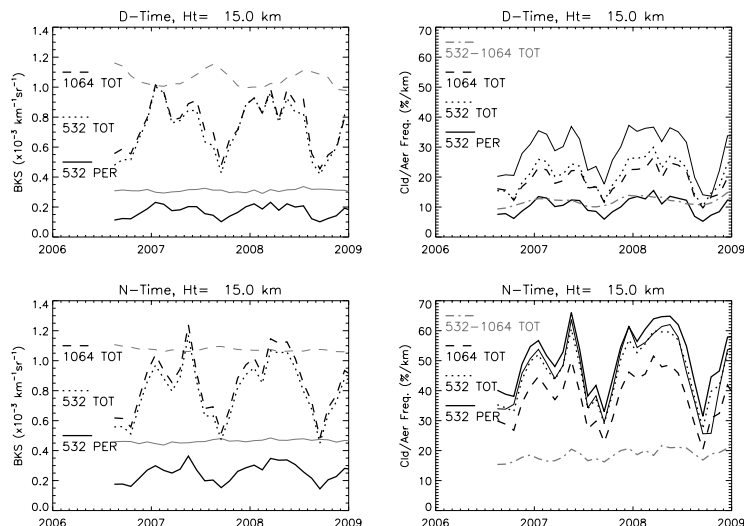 D-Time, Ht= 15.0 km
1.4
1.2
1.0
0.8
0.6
0.4
0.2
0.0
BKS (x10⁻³ km⁻¹sr⁻¹)
1064 TOT
532 TOT
532 PER
2006
2007
2008
2009
D-Time, Ht= 15.0 km
70
60
50
40
30
20
10
0
Cld/Aer Freq. (%/km)
532-1064 TOT
1064 TOT
532 TOT
532 PER
2006
2007
2008
2009
N-Time, Ht= 15.0 km
1.4
1.2
1.0
0.8
0.6
0.4
0.2
0.0
BKS (x10⁻³ km⁻¹sr⁻¹)
1064 TOT
532 TOT
532 PER
2006
2007
2008
2009
N-Time, Ht= 15.0 km
70
60
50
40
30
20
10
0
Cld/Aer Freq. (%/km)
532-1064 TOT
1064 TOT
532 TOT
532 PER
2006
2007
2008
2009